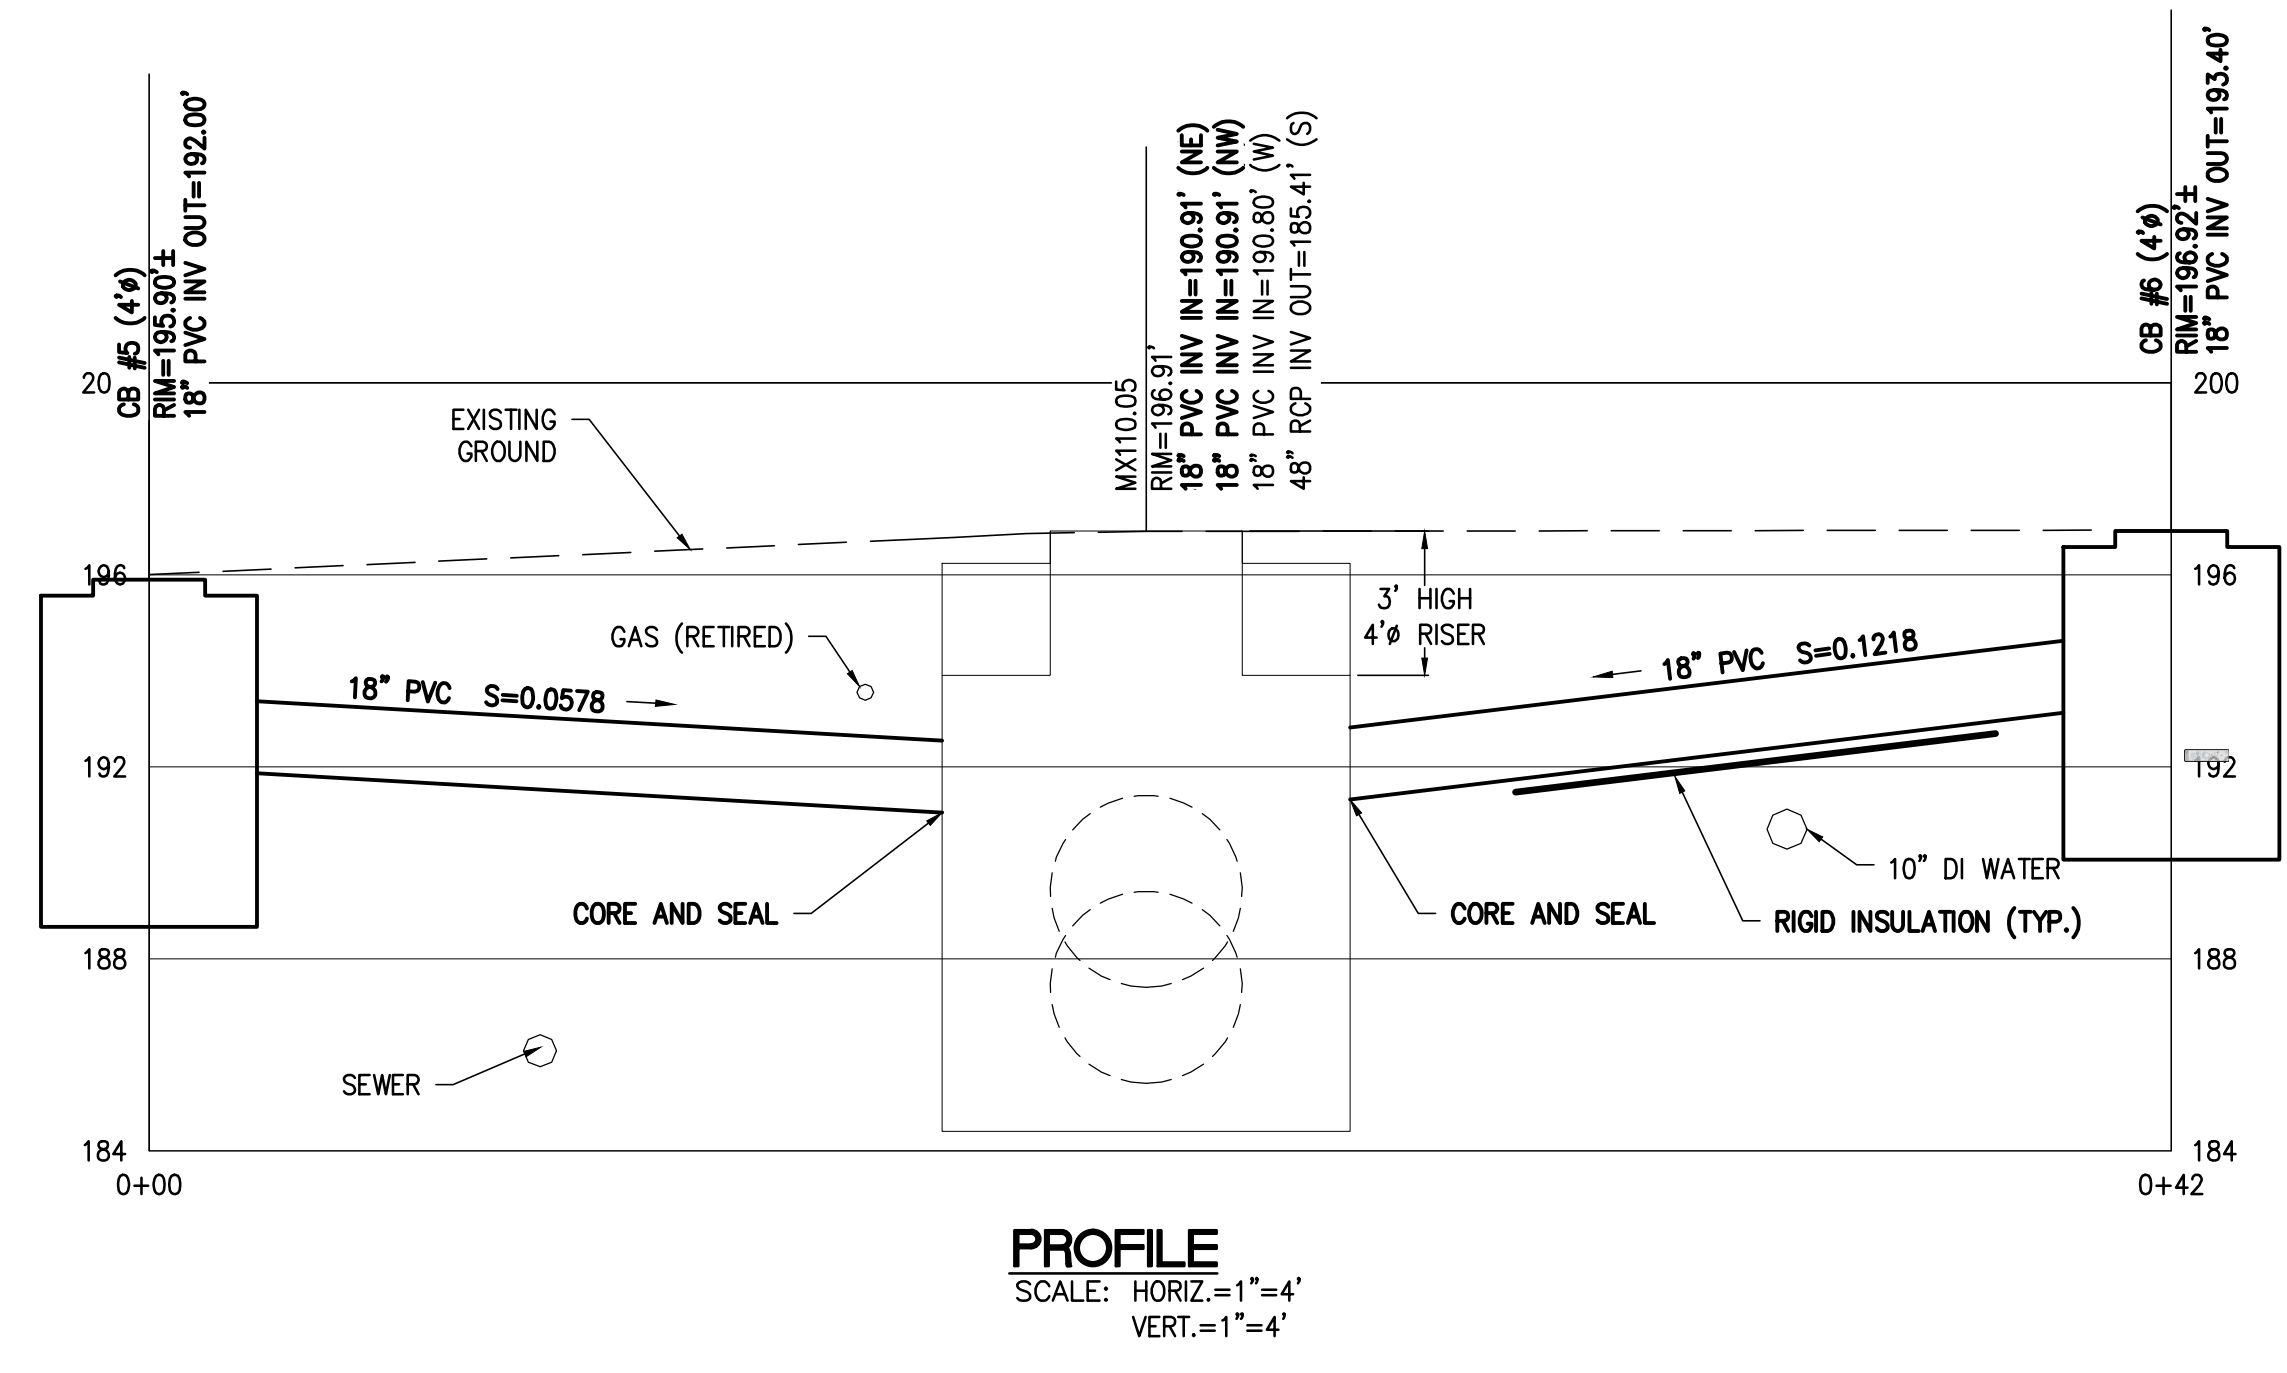 CB #5 (4'ø)
RIM=195.90'±
18" PVC INV OUT=192.00'
MX110.05
RIM=196.91'
18" PVC INV IN=190.91' (NE)
18" PVC INV IN=190.91' (NW)
18" PVC INV IN=190.80' (W)
48" RCP INV OUT=185.41' (S)
CB #6 (4'ø)
RIM=196.92'±
18" PVC INV OUT=193.40'
20
200
EXISTING
GROUND
196
196
3' HIGH
4'ø RISER
GAS (RETIRED)
18" PVC S=0.0578
18" PVC S=0.1218
192
192
10" DI WATER
CORE AND SEAL
CORE AND SEAL
RIGID INSULATION (TYP.)
188
188
SEWER
184
184
0+00
0+42
PROFILE
SCALE: HORIZ.=1"=4'
VERT.=1"=4'